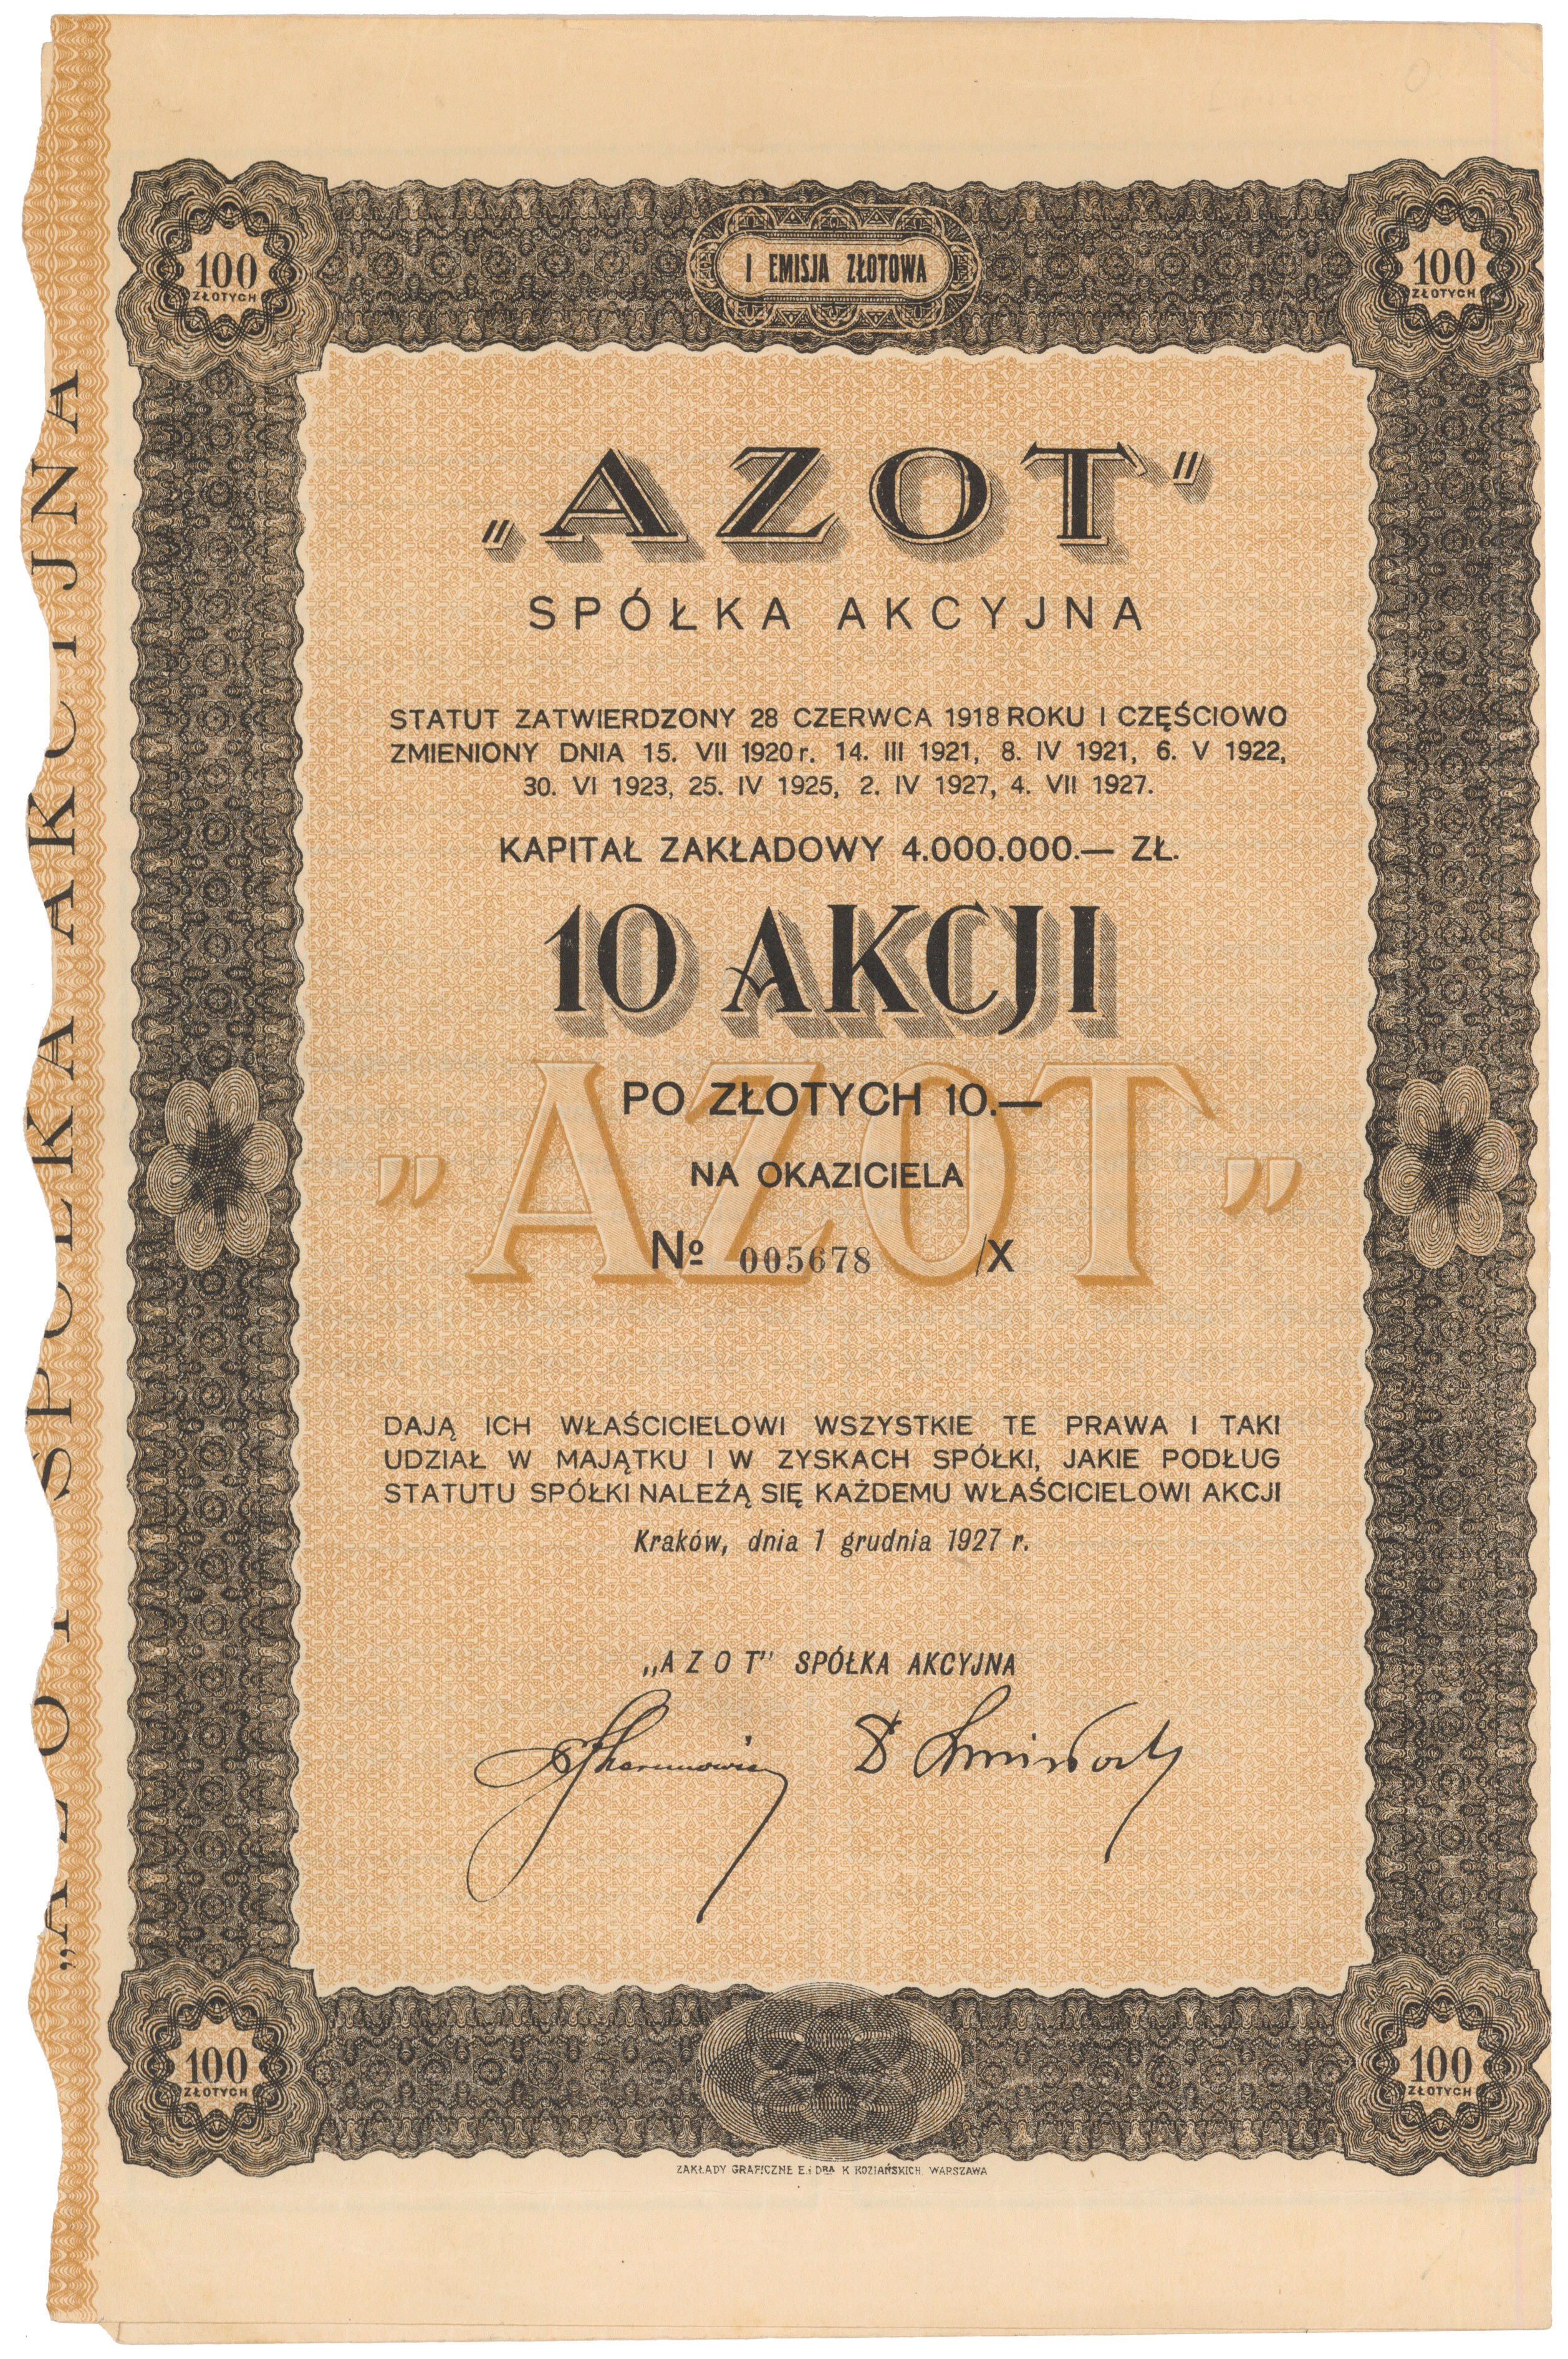 100
ZŁOTYCH
I EMISJA ZŁOTOWA
100
ZŁOTYCH
„AZOT"
SPÓŁKA AKCYJNA
STATUT ZATWIERDZONY 28 CZERWCA 1918 ROKU I CZĘŚCIOWO
ZMIENIONY DNIA 15. VII 1920 r. 14. III 1921, 8. IV 1921, 6. V 1922,
30. VI 1923, 25. IV 1925, 2. IV 1927, 4. VII 1927.
KAPITAŁ ZAKŁADOWY 4.000.000.— ZŁ.
10 AKCJI
"AZOT"
PO ZŁOTYCH 10.—
NA OKAZICIELA
Nº 005678 /X
DAJĄ ICH WŁAŚCICIELOWI WSZYSTKIE TE PRAWA I TAKI
UDZIAŁ W MAJĄTKU I W ZYSKACH SPÓŁKI, JAKIE PODŁUG
STATUTU SPÓŁKI NALEŻĄ SIĘ KAŻDEMU WŁAŚCICIELOWI AKCJI
Kraków, dnia 1 grudnia 1927 r.
„AZOT" SPÓŁKA AKCYJNA
100
ZŁOTYCH
100
ZŁOTYCH
ZAKŁADY GRAFICZNE E. i DRA K KOZIAŃSKICH WARSZAWA
„AZOT" SPÓŁKA AKCYJNA